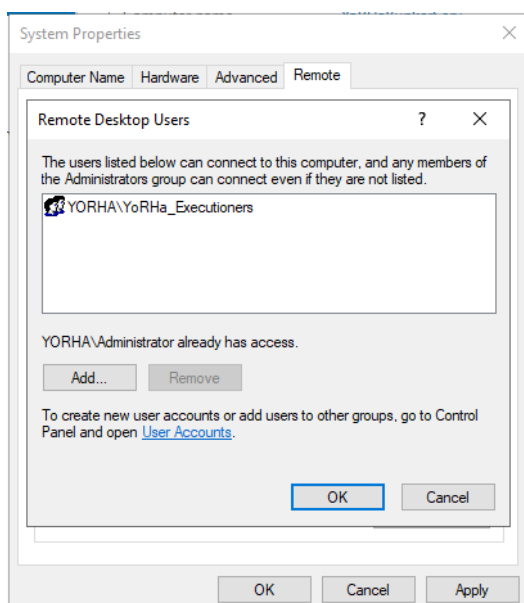 Computer name
System Properties
Computer Name Hardware Advanced Remote
Remote Desktop Users
?
The users listed below can connect to this computer, and any members of
the Administrators group can connect even if they are not listed.
YORHA\YoRHa_Executioners
YORHA\Administrator already has access.
Add... Remove
To create new user accounts or add users to other groups, go to Control
Panel and open User Accounts.
OK Cancel
OK Cancel Apply